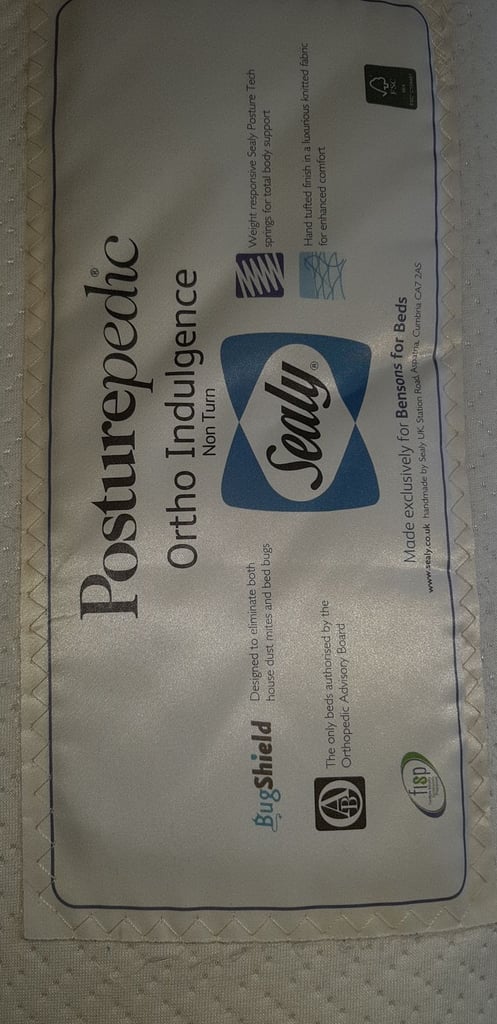 Posturepedic®
Ortho Indulgence
Non Turn
BugShield
Designed to eliminate both
house dust mites and bed bugs
Sealy®
Weight responsive Sealy Posture Tech
springs for total body support
OAB
The only beds authorised by the
Orthopedic Advisory Board
Hand tufted finish in a luxurious knitted fabric
for enhanced comfort
fisp
Made exclusively for Bensons for Beds
www.sealy.co.uk handmade by Sealy UK, Station Road, Aspatria, Cumbria CA7 2AS
FSC